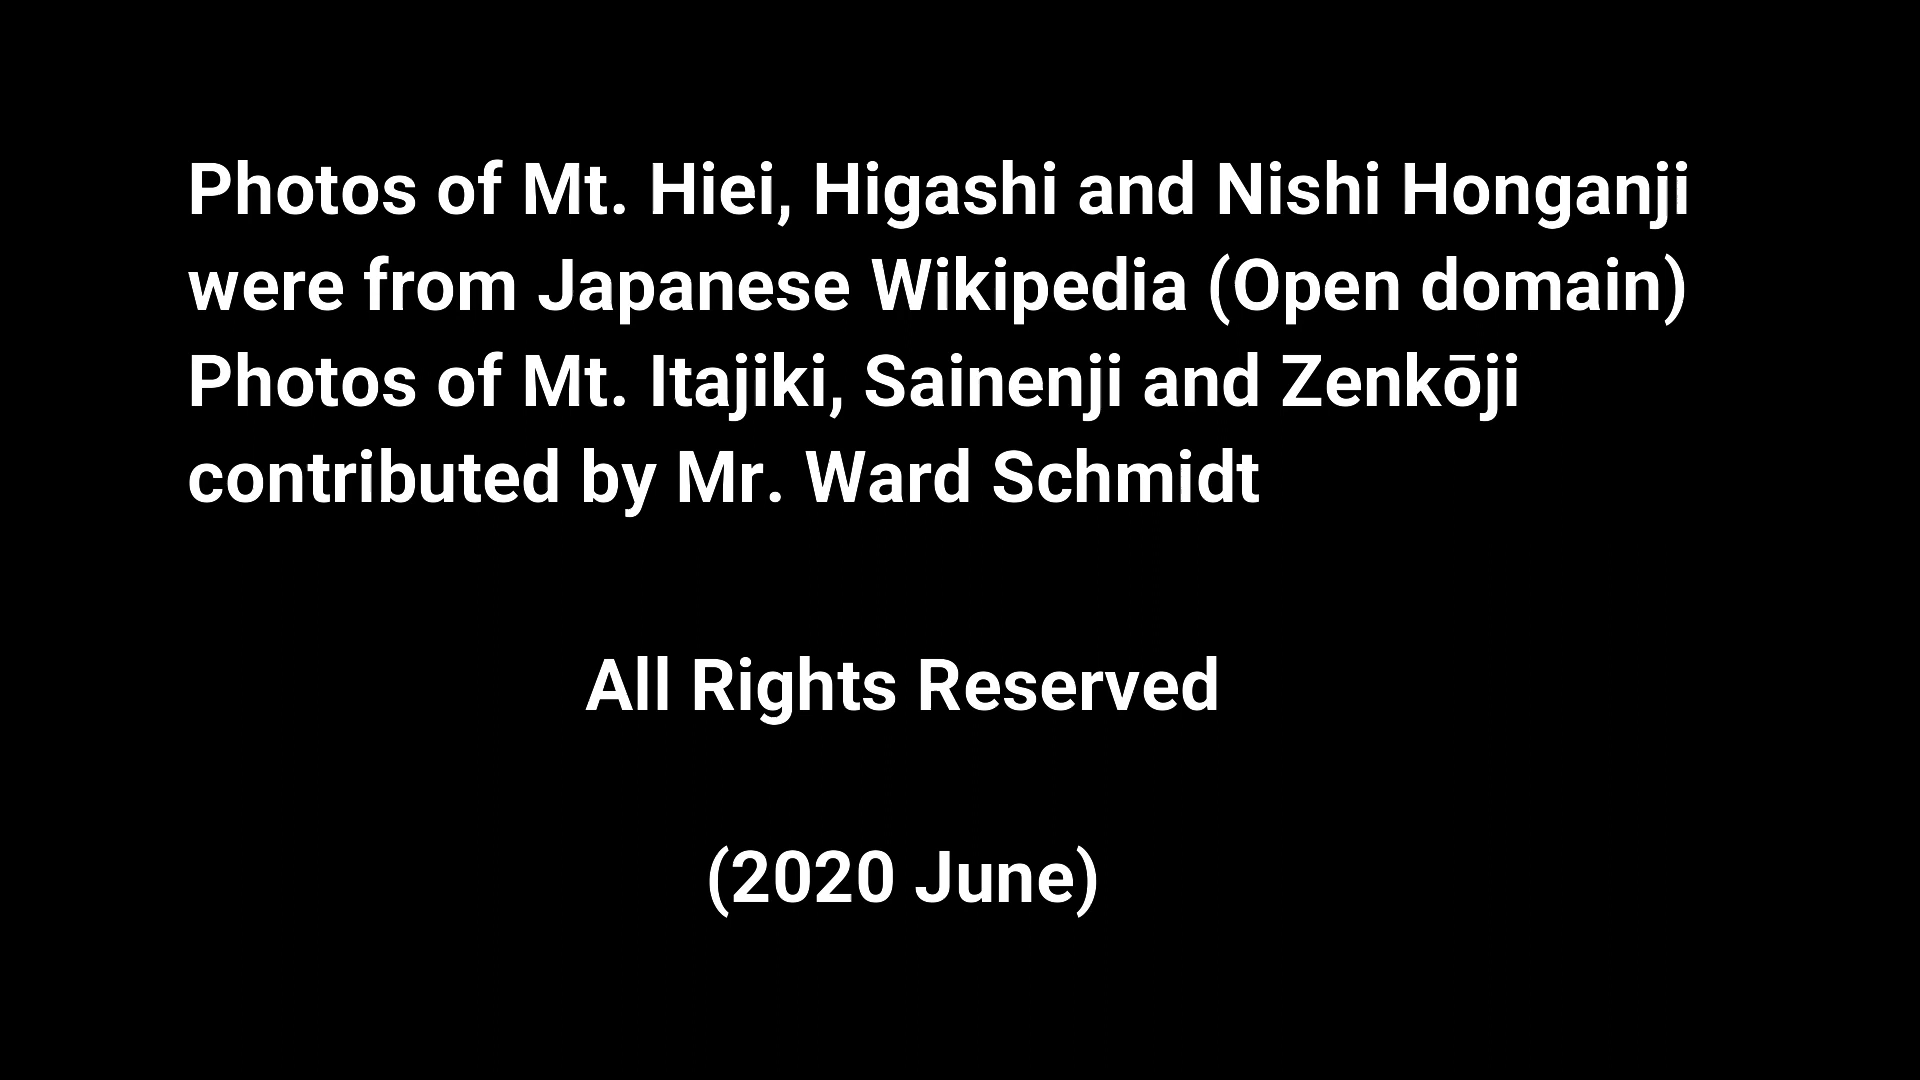 Photos of Mt. Hiei, Higashi and Nishi Honganji
were from Japanese Wikipedia (Open domain)
Photos of Mt. Itajiki, Sainenji and Zenkōji
contributed by Mr. Ward Schmidt
All Rights Reserved
(2020 June)